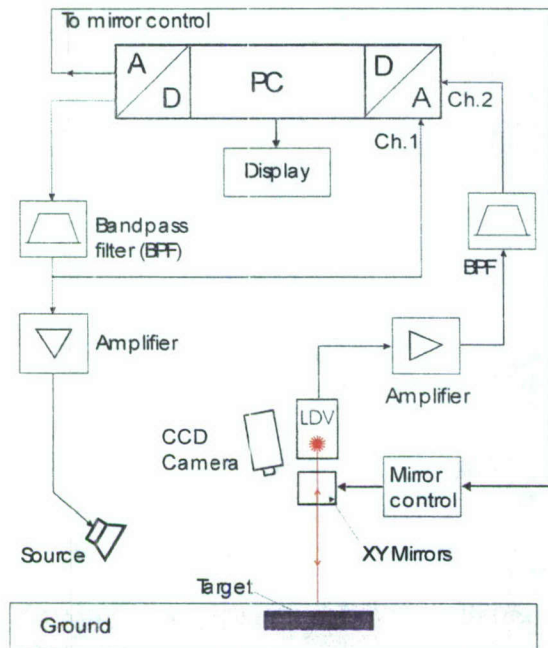 To mirror control
A
D
PC
D
A
Ch.2
Ch.1
Display
Bandpass
filter (BPF)
BPF
Amplifier
Amplifier
LDV
CCD
Camera
Mirror
control
XY Mirrors
Source
Target
Ground